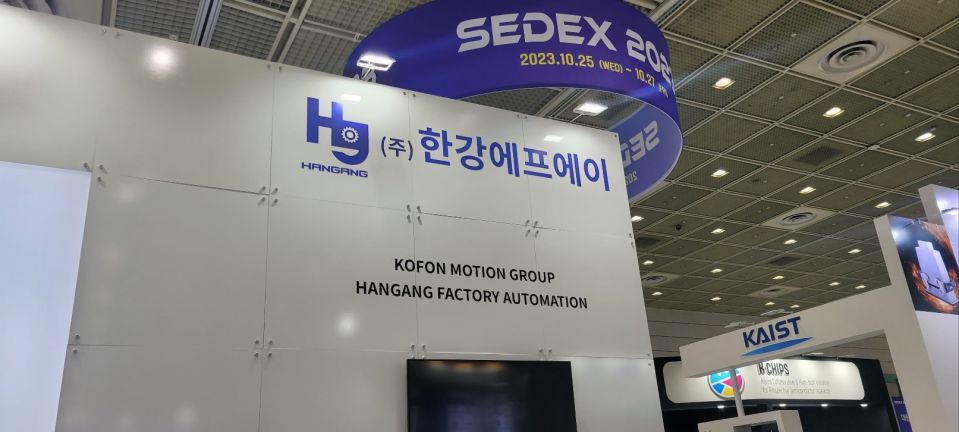 SEDEX 202
2023.10.25 (WED) ~ 10.27
Hg
HANGANG
(주) 한강에프에이
KOFON MOTION GROUP
HANGANG FACTORY AUTOMATION
KAIST
K-CHIPS